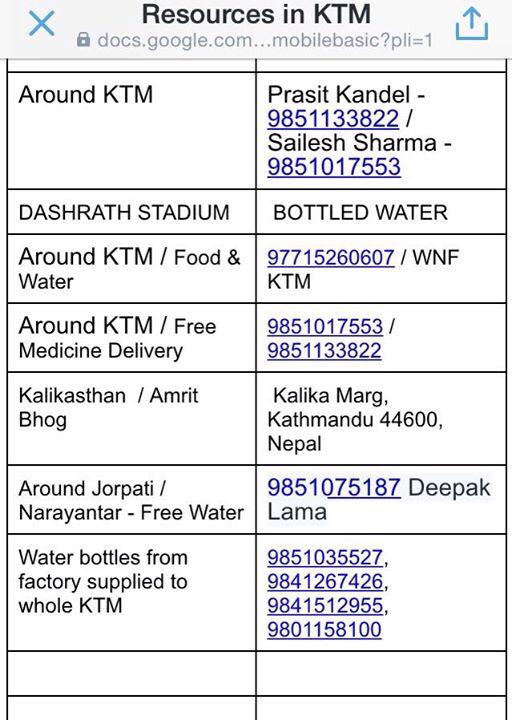 Resources in KTM
docs.google.com...mobilebasic?pli=1
Around KTM
Prasit Kandel -
9851133822 /
Sailesh Sharma -
9851017553
DASHRATH STADIUM
BOTTLED WATER
Around KTM / Food &
Water
97715260607 / WNF
KTM
Around KTM / Free
Medicine Delivery
9851017553 /
9851133822
Kalikasthan / Amrit
Bhog
Kalika Marg,
Kathmandu 44600,
Nepal
Around Jorpati /
Narayantar - Free Water
9851075187 Deepak
Lama
Water bottles from
factory supplied to
whole KTM
9851035527,
9841267426,
9841512955,
9801158100